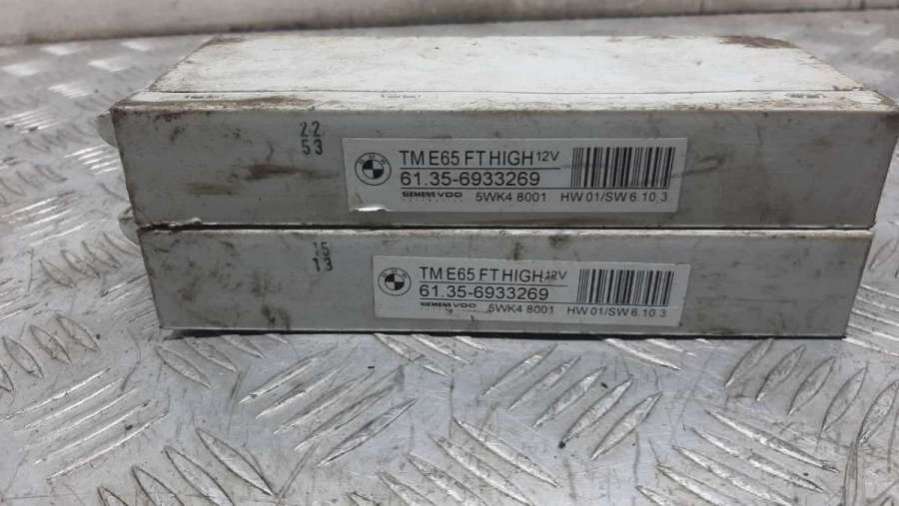 22
53
TM E65 FT HIGH 12V
61.35-6933269
SIEMENS VDO 5WK4 8001 HW 01/SW 6.10.3
15
13
TM E65 FT HIGH 12V
61.35-6933269
SIEMENS VDO 5WK4 8001 HW 01/SW 6.10.3